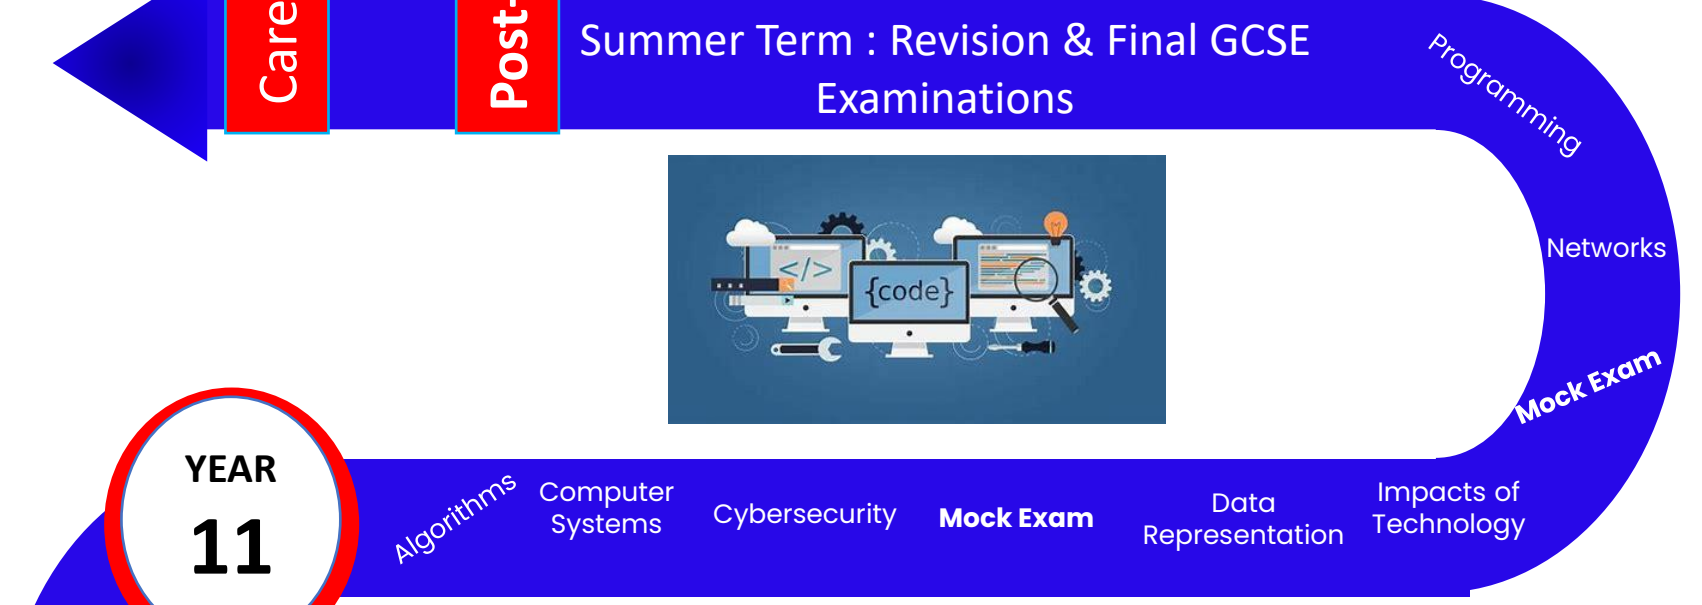 Care
Post-
Summer Term : Revision & Final GCSE
Examinations
Programming
Networks
Mock Exam
</>
{code}
YEAR
11
Algorithms
Computer
Systems
Cybersecurity
Mock Exam
Data
Representation
Impacts of
Technology